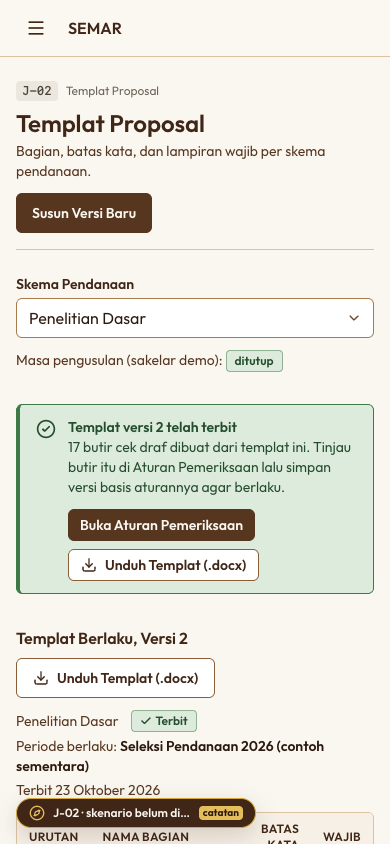 SEMAR
J-02 Templat Proposal
Templat Proposal
Bagian, batas kata, dan lampiran wajib per skema
pendanaan.
Susun Versi Baru
Skema Pendanaan
Penelitian Dasar
Masa pengusulan (sakelar demo): ditutup
Templat versi 2 telah terbit
17 butir cek draf dibuat dari templat ini. Tinjau
butir itu di Aturan Pemeriksaan lalu simpan
versi basis aturannya agar berlaku.
Buka Aturan Pemeriksaan
Unduh Templat (.docx)
Templat Berlaku, Versi 2
Unduh Templat (.docx)
Penelitian Dasar Terbit
Periode berlaku: Seleksi Pendanaan 2026 (contoh
sementara)
Terbit 23 Oktober 2026
J-02 · skenario belum di... catatan
URUTAN NAMA BAGIAN BATAS KATA WAJIB